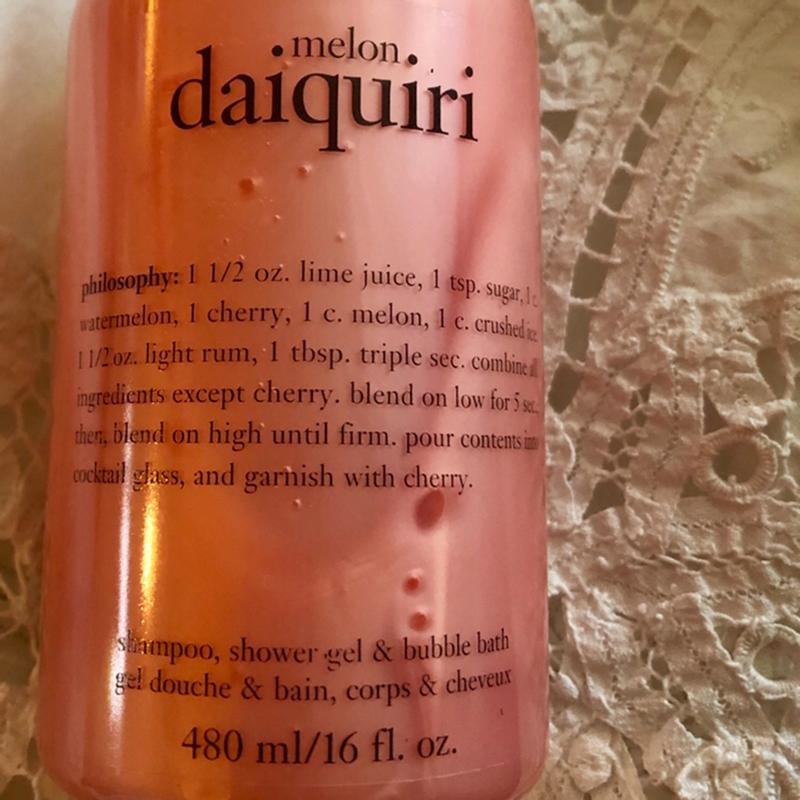 melon
daiquiri
philosophy: 1 1/2 oz. lime juice, 1 tsp. sugar, 1 c.
watermelon, 1 cherry, 1 c. melon, 1 c. crushed ice.
1 1/2 oz. light rum, 1 tbsp. triple sec. combine all
ingredients except cherry. blend on low for 5 sec.
then, blend on high until firm. pour contents into
cocktail glass, and garnish with cherry.
shampoo, shower gel & bubble bath
gel douche & bain, corps & cheveux
480 ml/16 fl. oz.